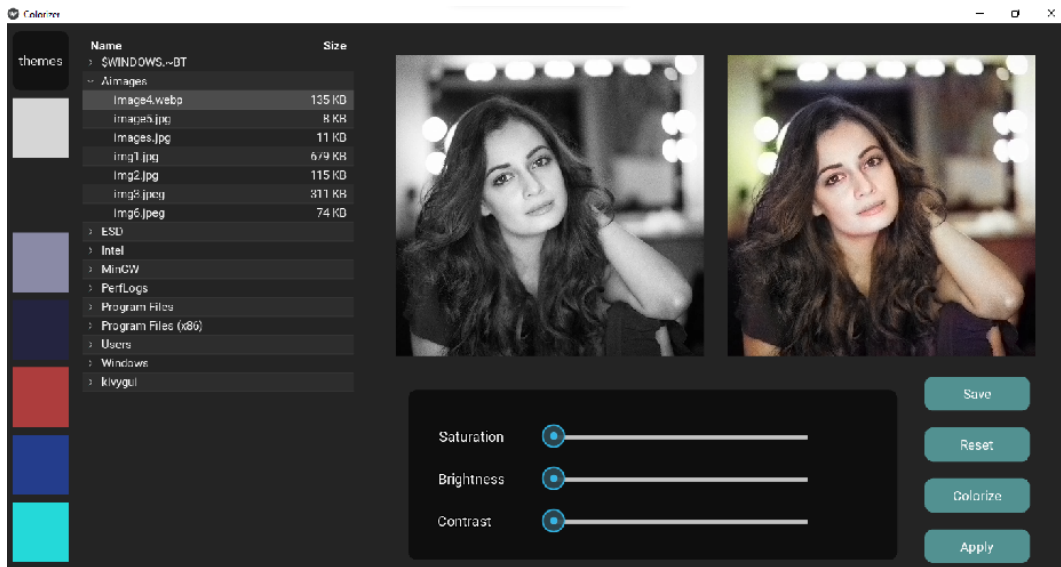 Colorizer
themes
Name Size
> $WINDOWS.~BT
Aimages
image4.webp 135 KB
image5.jpg 8 KB
images.jpg 11 KB
img1.jpg 679 KB
img2.jpg 115 KB
img3.jpeg 311 KB
img6.jpeg 74 KB
> ESD
> Intel
> MinGW
> PerfLogs
> Program Files
> Program Files (x86)
> Users
> Windows
> kivygui
Saturation
Brightness
Contrast
Save
Reset
Colorize
Apply